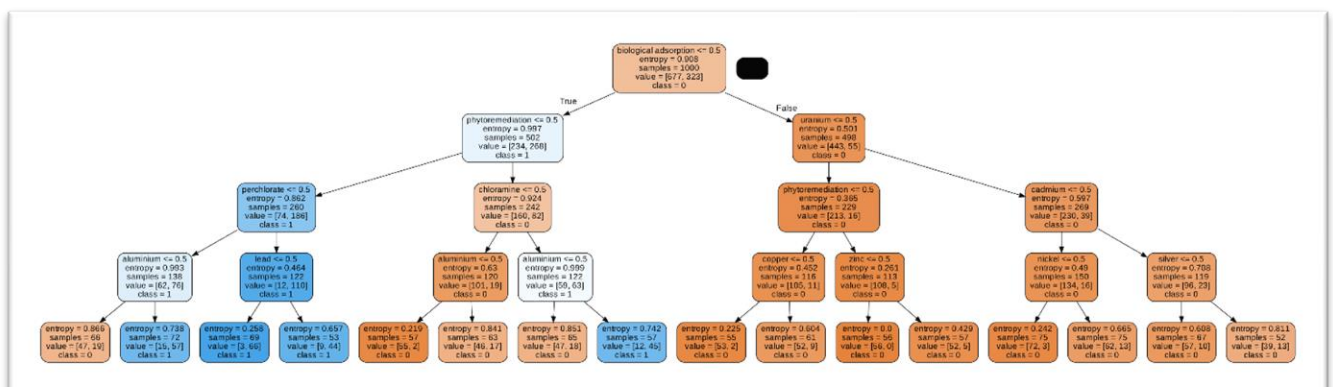 biological adsorption <= 0.5
entropy = 0.908
samples = 1000
value = [677, 323]
class = 0
True
False
phytoremediation <= 0.5
entropy = 0.997
samples = 502
value = [234, 268]
class = 1
uranium <= 0.5
entropy = 0.501
samples = 498
value = [443, 55]
class = 0
perchlorate <= 0.5
entropy = 0.862
samples = 260
value = [74, 186]
class = 1
chloramine <= 0.5
entropy = 0.924
samples = 242
value = [160, 82]
class = 0
phytoremediation <= 0.5
entropy = 0.365
samples = 229
value = [213, 16]
class = 0
cadmium <= 0.5
entropy = 0.597
samples = 269
value = [230, 39]
class = 0
aluminium <= 0.5
entropy = 0.993
samples = 138
value = [62, 76]
class = 1
lead <= 0.5
entropy = 0.464
samples = 122
value = [12, 110]
class = 1
aluminium <= 0.5
entropy = 0.63
samples = 120
value = [101, 19]
class = 0
aluminium <= 0.5
entropy = 0.999
samples = 122
value = [59, 63]
class = 1
copper <= 0.5
entropy = 0.452
samples = 116
value = [105, 11]
class = 0
zinc <= 0.5
entropy = 0.261
samples = 113
value = [108, 5]
class = 0
nickel <= 0.5
entropy = 0.49
samples = 150
value = [134, 16]
class = 0
silver <= 0.5
entropy = 0.708
samples = 119
value = [96, 23]
class = 0
entropy = 0.866
samples = 66
value = [47, 19]
class = 0
entropy = 0.738
samples = 72
value = [15, 57]
class = 1
entropy = 0.258
samples = 69
value = [3, 66]
class = 1
entropy = 0.657
samples = 53
value = [9, 44]
class = 1
entropy = 0.219
samples = 57
value = [55, 2]
class = 0
entropy = 0.841
samples = 63
value = [46, 17]
class = 0
entropy = 0.851
samples = 65
value = [47, 18]
class = 0
entropy = 0.742
samples = 57
value = [12, 45]
class = 1
entropy = 0.225
samples = 55
value = [53, 2]
class = 0
entropy = 0.604
samples = 61
value = [52, 9]
class = 0
entropy = 0.0
samples = 56
value = [56, 0]
class = 0
entropy = 0.429
samples = 57
value = [52, 5]
class = 0
entropy = 0.242
samples = 75
value = [72, 3]
class = 0
entropy = 0.665
samples = 75
value = [62, 13]
class = 0
entropy = 0.608
samples = 67
value = [57, 10]
class = 0
entropy = 0.811
samples = 52
value = [39, 13]
class = 0